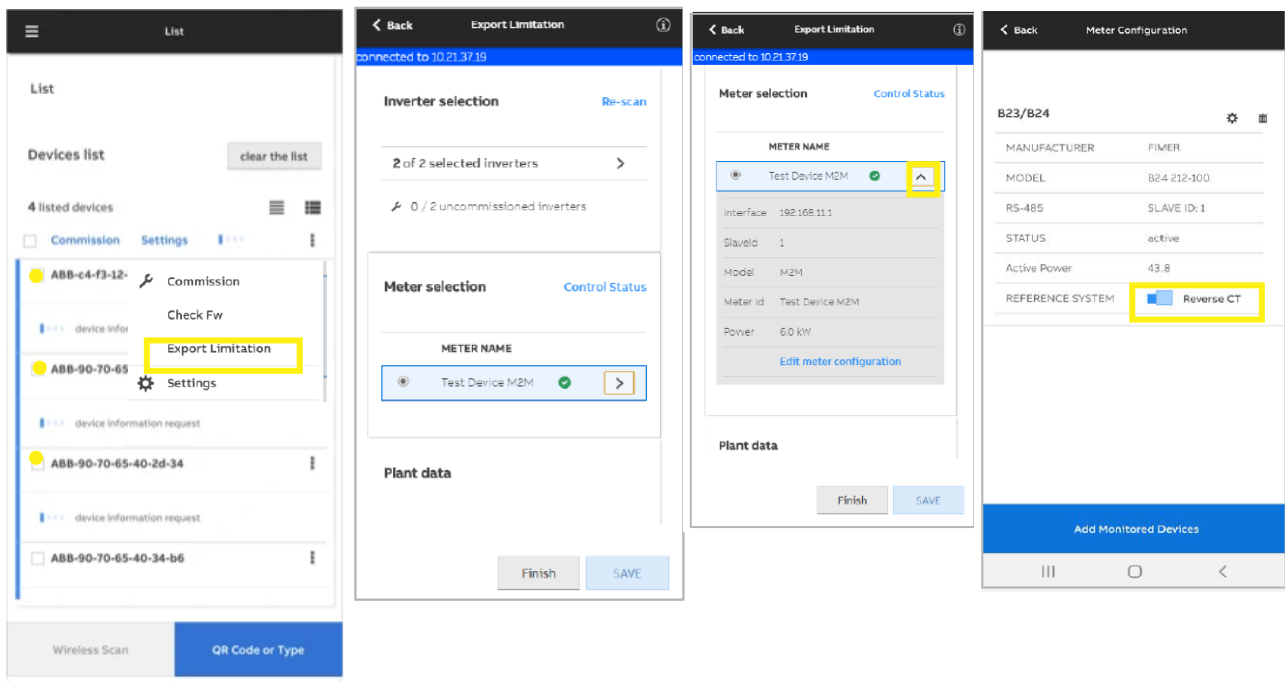 List
List
Devices list
clear the list
4 listed devices
Commission Settings
ABB-c4-f3-12-
Commission
Check Fw
device infor
Export Limitation
ABB-90-70-65
Settings
device information request
ABB-90-70-65-40-2d-34
device information request
ABB-90-70-65-40-34-b6
Wireless Scan
QR Code or Type
Back Export Limitation
connected to 10.21.37.19
Inverter selection Re-scan
2 of 2 selected inverters
0 / 2 uncommissioned inverters
Meter selection Control Status
METER NAME
Test Device M2M
Plant data
Finish SAVE
Back Export Limitation
connected to 10.21.37.19
Meter selection Control Status
METER NAME
Test Device M2M
Interface 192.168.11.1
SlaveId 1
Model M2M
Meter Id Test Device M2M
Power 6.0 kW
Edit meter configuration
Plant data
Finish SAVE
Back Meter Configuration
B23/B24
MANUFACTURER FIMER
MODEL B24 212-100
RS-485 SLAVE ID: 1
STATUS active
Active Power 43.8
REFERENCE SYSTEM Reverse CT
Add Monitored Devices